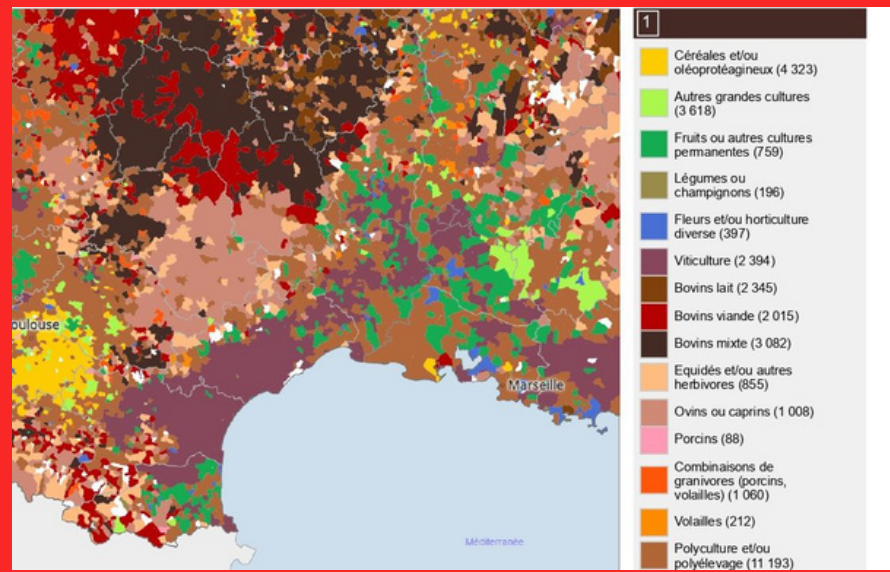 oulouse
Marseille
Méditerranée
1
Céréales et/ou
oléoprotéagineux (4 323)
Autres grandes cultures
(3 618)
Fruits ou autres cultures
permanentes (759)
Légumes ou
champignons (196)
Fleurs et/ou horticulture
diverse (397)
Viticulture (2 394)
Bovins lait (2 345)
Bovins viande (2 015)
Bovins mixte (3 082)
Equidés et/ou autres
herbivores (855)
Ovins ou caprins (1 008)
Porcins (88)
Combinaisons de
granivores (porcins,
volailles) (1 060)
Volailles (212)
Polyculture et/ou
polyélevage (11 193)